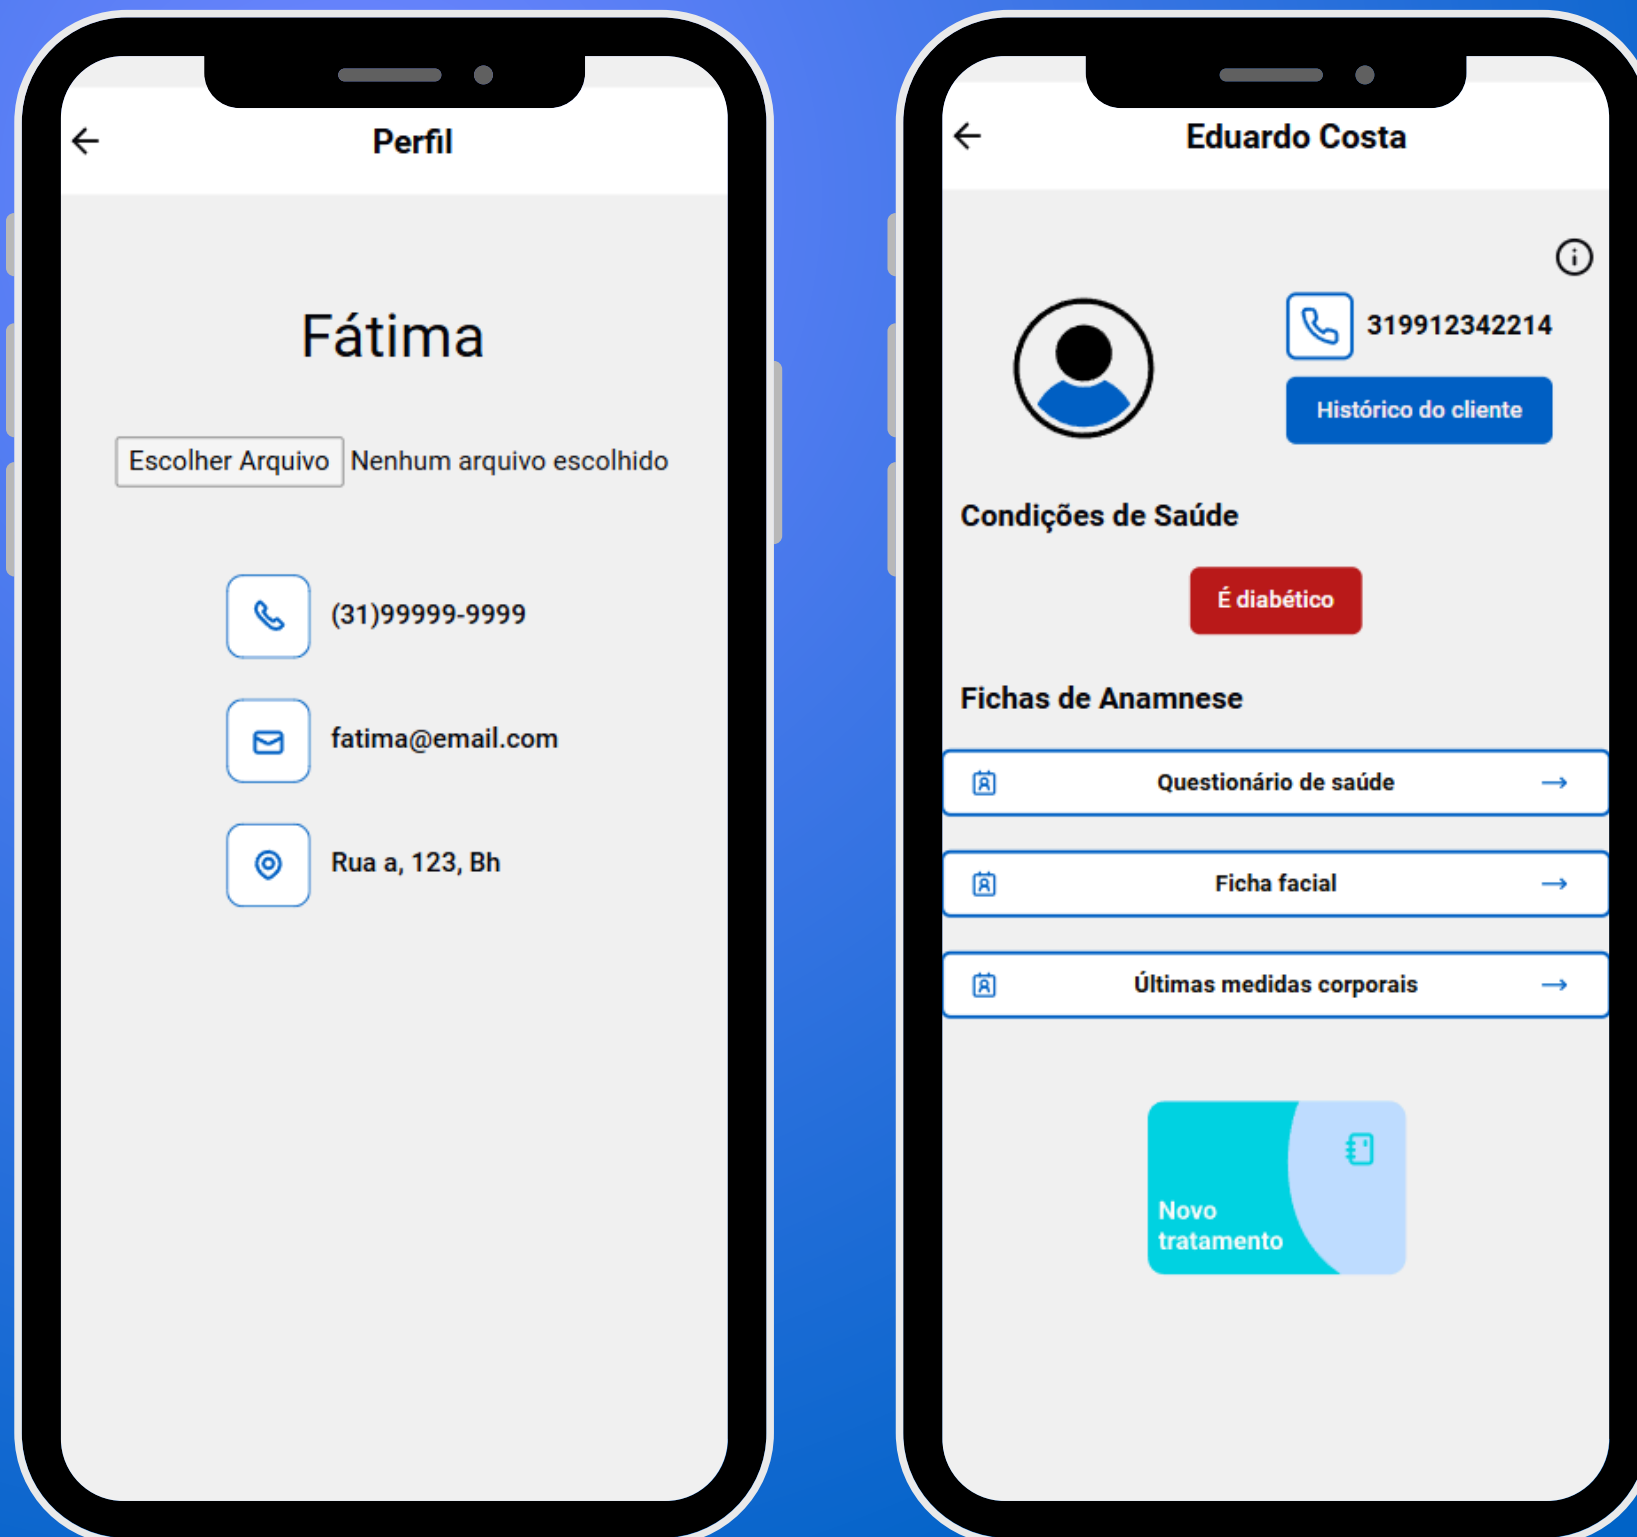 Perfil
Fátima
Escolher Arquivo Nenhum arquivo escolhido
(31)99999-9999
fatima@email.com
Rua a, 123, Bh
Eduardo Costa
319912342214
Histórico do cliente
Condições de Saúde
É diabético
Fichas de Anamnese
Questionário de saúde
Ficha facial
Últimas medidas corporais
Novo
tratamento